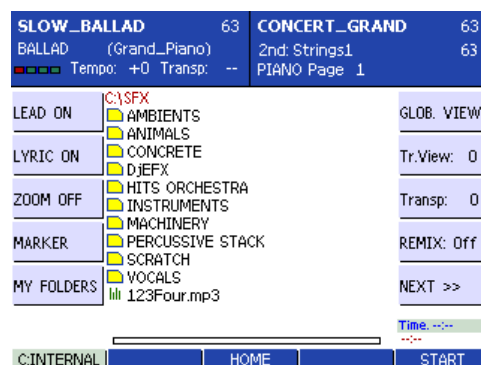 SLOW_BALLAD 63
BALLAD (Grand_Piano)
Tempo: +0 Transp: --
CONCERT_GRAND 63
2nd: Strings1 63
PIANO Page 1
LEAD ON
LYRIC ON
ZOOM OFF
MARKER
MY FOLDERS
C:\SFX
AMBIENTS
ANIMALS
CONCRETE
DjEFX
HITS ORCHESTRA
INSTRUMENTS
MACHINERY
PERCUSSIVE STACK
SCRATCH
VOCALS
123Four.mp3
GLOB. VIEW
Tr.View: 0
Transp: 0
REMIX: Off
NEXT >>
Time. --:--
--:--
C:INTERNAL HOME START